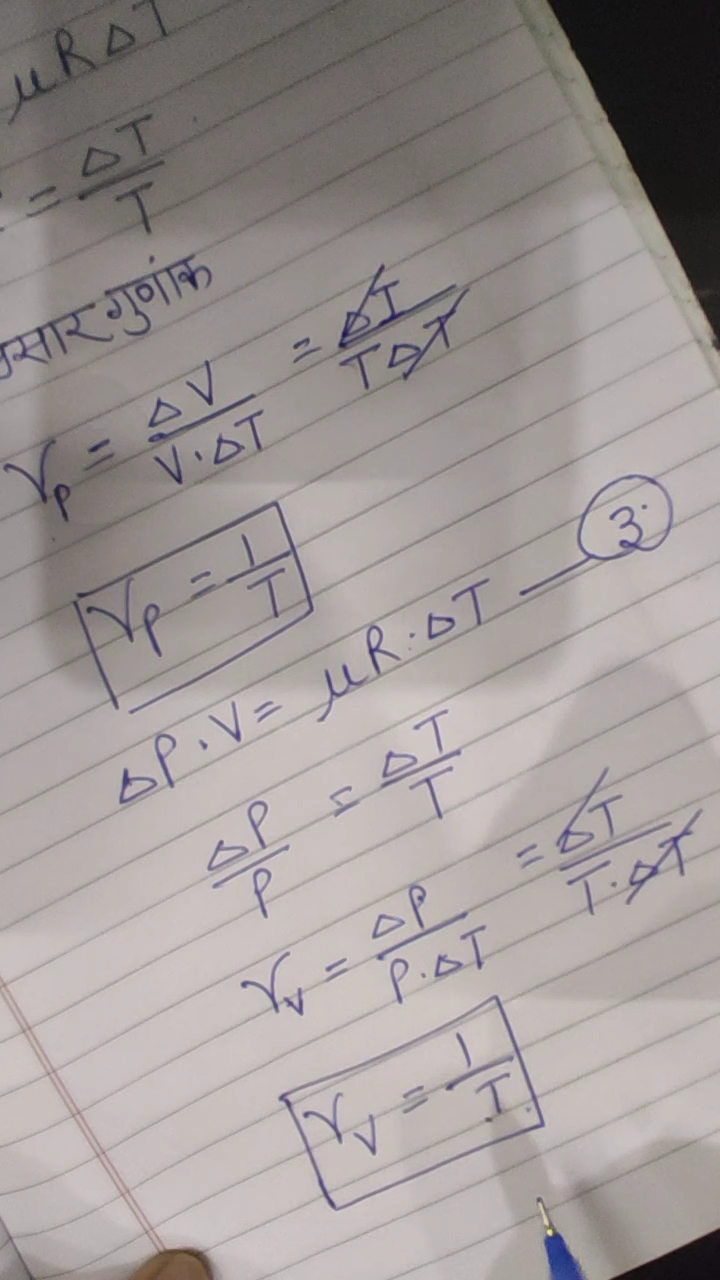 μRΔT
= ΔT/T
प्रसार गुणांक
γp = ΔV/V·ΔT = ΔT/TΔT
γp = 1/T
ΔP·V = μR·ΔT — 3
ΔP/P = ΔT/T
γv = ΔP/P·ΔT = ΔT/T·ΔT
γv = 1/T